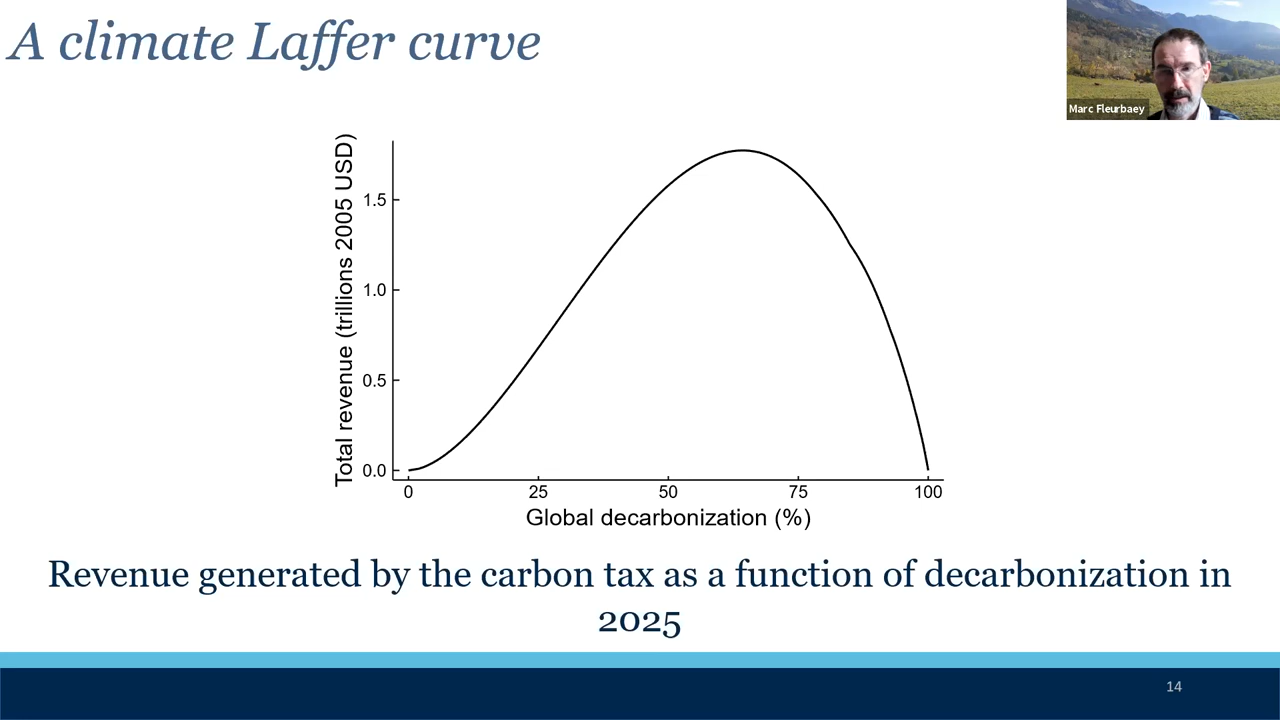 A climate Laffer curve
Marc Fleurbaey
Total revenue (trillions 2005 USD)
1.5
1.0
0.5
0.0
0 25 50 75 100
Global decarbonization (%)
Revenue generated by the carbon tax as a function of decarbonization in
2025
14